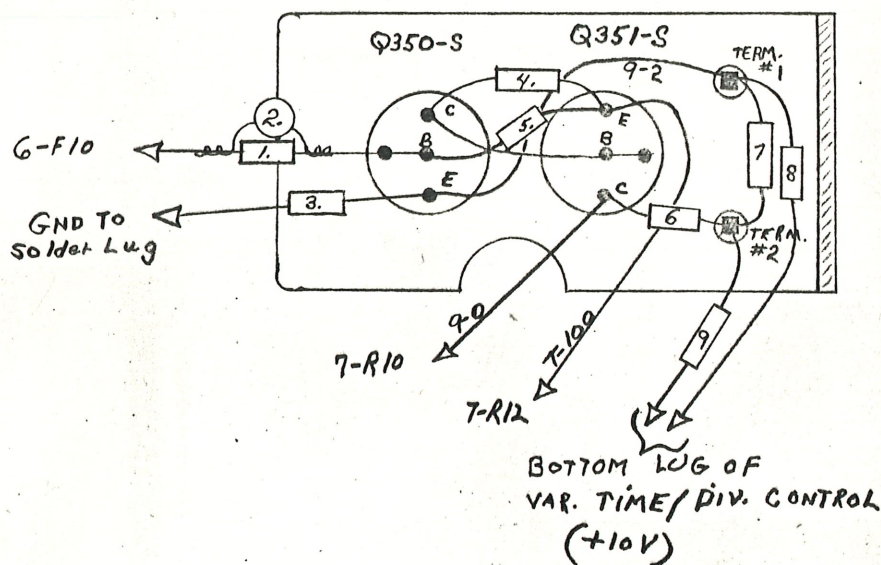 Q350-S
Q351-S
TERM.
#1
9-2
4.
C
E
5.
2.
6-F10
1.
B
B
7
8
E
C
3.
6
GND TO
Solder Lug
TERM.
#2
9-0
7-100
9
7-R10
7-R12
BOTTOM LUG OF
VAR. TIME/DIV. CONTROL
(+10V)